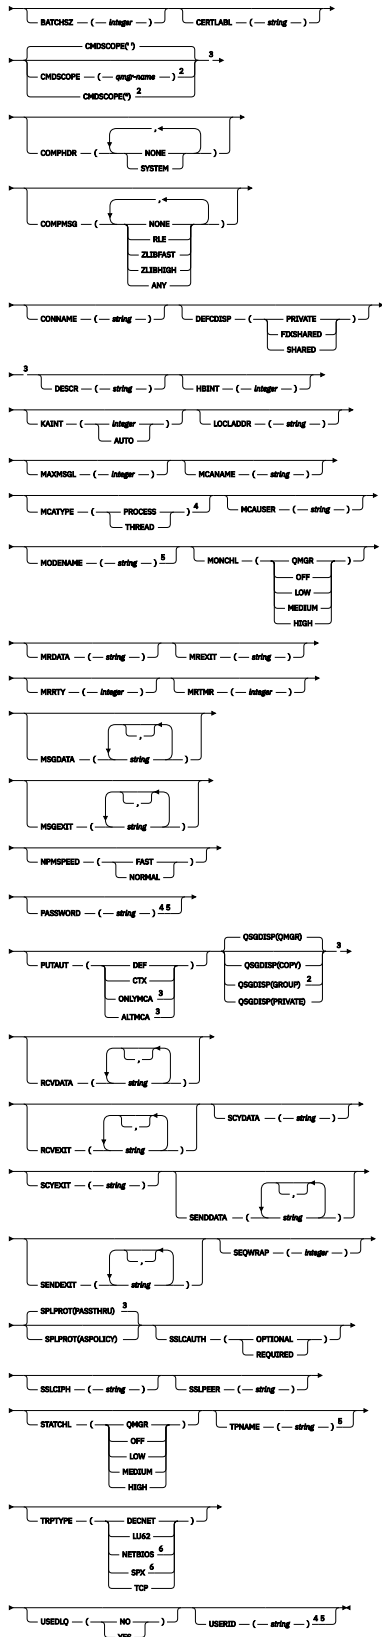 BATCHSZ — ( — integer — ) CERTLABL — ( — string — )
CMDSCOPE(' ') 3
CMDSCOPE — ( — qmgr-name — ) 2
CMDSCOPE(*) 2
COMPHDR — ( , NONE )
SYSTEM
COMPMSG — ( , NONE )
RLE
ZLIBFAST
ZLIBHIGH
ANY
CONNAME — ( — string — ) DEFCDISP — ( PRIVATE )
FIXSHARED
SHARED
3 DESCR — ( — string — ) HBINT — ( — integer — )
KAINT — ( integer ) LOCLADDR — ( — string — )
AUTO
MAXMSGL — ( — integer — ) MCANAME — ( — string — )
MCATYPE — ( PROCESS ) 4 MCAUSER — ( — string — )
THREAD
MODENAME — ( — string — ) 5 MONCHL — ( QMGR )
OFF
LOW
MEDIUM
HIGH
MRDATA — ( — string — ) MREXIT — ( — string — )
MRRTY — ( — integer — ) MRTMR — ( — integer — )
MSGDATA — ( , string )
MSGEXIT — ( , string )
NPMSPEED — ( FAST )
NORMAL
PASSWORD — ( — string — ) 4 5
PUTAUT — ( DEF ) QSGDISP(QMGR) 3
CTX QSGDISP(COPY)
ONLYMCA 3 QSGDISP(GROUP) 2
ALTMCA 3 QSGDISP(PRIVATE)
RCVDATA — ( , string )
RCVEXIT — ( , string ) SCYDATA — ( — string — )
SCYEXIT — ( — string — ) SENDDATA — ( , string )
SENDEXIT — ( , string ) SEQWRAP — ( — integer — )
SPLPROT(PASSTHRU) 3
SPLPROT(ASPOLICY) SSLCAUTH — ( OPTIONAL )
REQUIRED
SSLCIPH — ( — string — ) SSLPEER — ( — string — )
STATCHL — ( QMGR ) TPNAME — ( — string — ) 5
OFF
LOW
MEDIUM
HIGH
TRPTYPE — ( DECNET )
LU62
NETBIOS 6
SPX 6
TCP
USEDLQ — ( NO ) USERID — ( — string — ) 4 5
YES